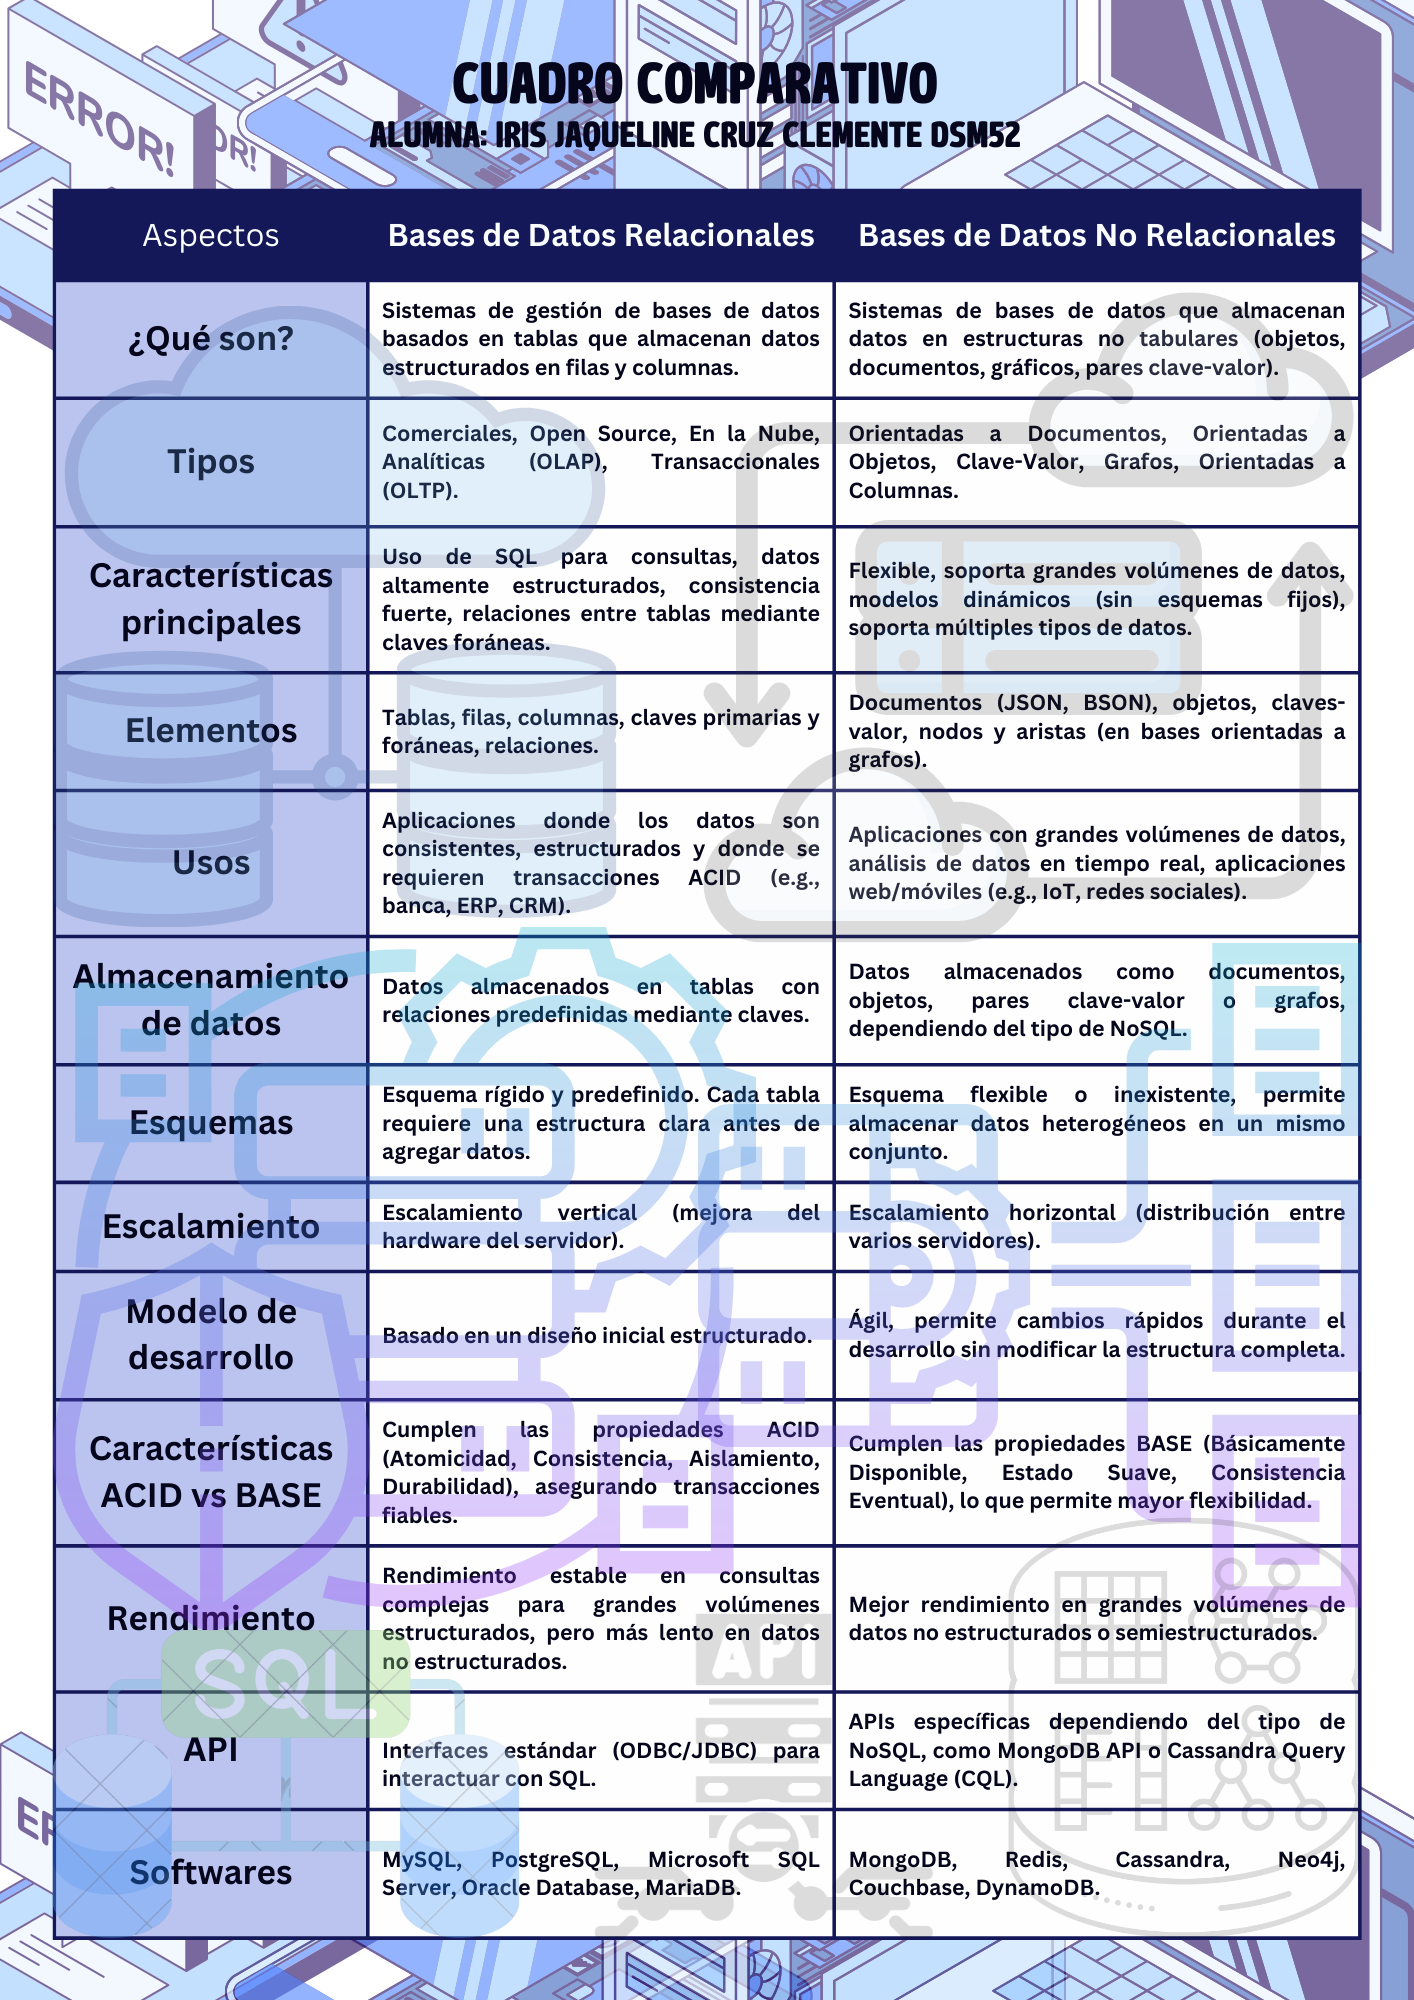 ERROR!
OR!
CUADRO COMPARATIVO
ALUMNA: IRIS JAQUELINE CRUZ CLEMENTE DSM52
Aspectos
Bases de Datos Relacionales
Bases de Datos No Relacionales
¿Qué son?
Sistemas de gestión de bases de datos
basados en tablas que almacenan datos
estructurados en filas y columnas.
Sistemas de bases de datos que almacenan
datos en estructuras no tabulares (objetos,
documentos, gráficos, pares clave-valor).
Tipos
Comerciales, Open Source, En la Nube,
Analíticas (OLAP), Transaccionales
(OLTP).
Orientadas a Documentos, Orientadas a
Objetos, Clave-Valor, Grafos, Orientadas a
Columnas.
Características
principales
Uso de SQL para consultas, datos
altamente estructurados, consistencia
fuerte, relaciones entre tablas mediante
claves foráneas.
Flexible, soporta grandes volúmenes de datos,
modelos dinámicos (sin esquemas fijos),
soporta múltiples tipos de datos.
Elementos
Tablas, filas, columnas, claves primarias y
foráneas, relaciones.
Documentos (JSON, BSON), objetos, claves-
valor, nodos y aristas (en bases orientadas a
grafos).
Usos
Aplicaciones donde los datos son
consistentes, estructurados y donde se
requieren transacciones ACID (e.g.,
banca, ERP, CRM).
Aplicaciones con grandes volúmenes de datos,
análisis de datos en tiempo real, aplicaciones
web/móviles (e.g., IoT, redes sociales).
Almacenamiento
de datos
Datos almacenados en tablas con
relaciones predefinidas mediante claves.
Datos almacenados como documentos,
objetos, pares clave-valor o grafos,
dependiendo del tipo de NoSQL.
Esquemas
Esquema rígido y predefinido. Cada tabla
requiere una estructura clara antes de
agregar datos.
Esquema flexible o inexistente, permite
almacenar datos heterogéneos en un mismo
conjunto.
Escalamiento
Escalamiento vertical (mejora del
hardware del servidor).
Escalamiento horizontal (distribución entre
varios servidores).
Modelo de
desarrollo
Basado en un diseño inicial estructurado.
Ágil, permite cambios rápidos durante el
desarrollo sin modificar la estructura completa.
Características
ACID vs BASE
Cumplen las propiedades ACID
(Atomicidad, Consistencia, Aislamiento,
Durabilidad), asegurando transacciones
fiables.
Cumplen las propiedades BASE (Básicamente
Disponible, Estado Suave, Consistencia
Eventual), lo que permite mayor flexibilidad.
Rendimiento
Rendimiento estable en consultas
complejas para grandes volúmenes
estructurados, pero más lento en datos
no estructurados.
Mejor rendimiento en grandes volúmenes de
datos no estructurados o semiestructurados.
SQL
API
API
Interfaces estándar (ODBC/JDBC) para
interactuar con SQL.
APIs específicas dependiendo del tipo de
NoSQL, como MongoDB API o Cassandra Query
Language (CQL).
ER
Softwares
MySQL, PostgreSQL, Microsoft SQL
Server, Oracle Database, MariaDB.
MongoDB, Redis, Cassandra, Neo4j,
Couchbase, DynamoDB.